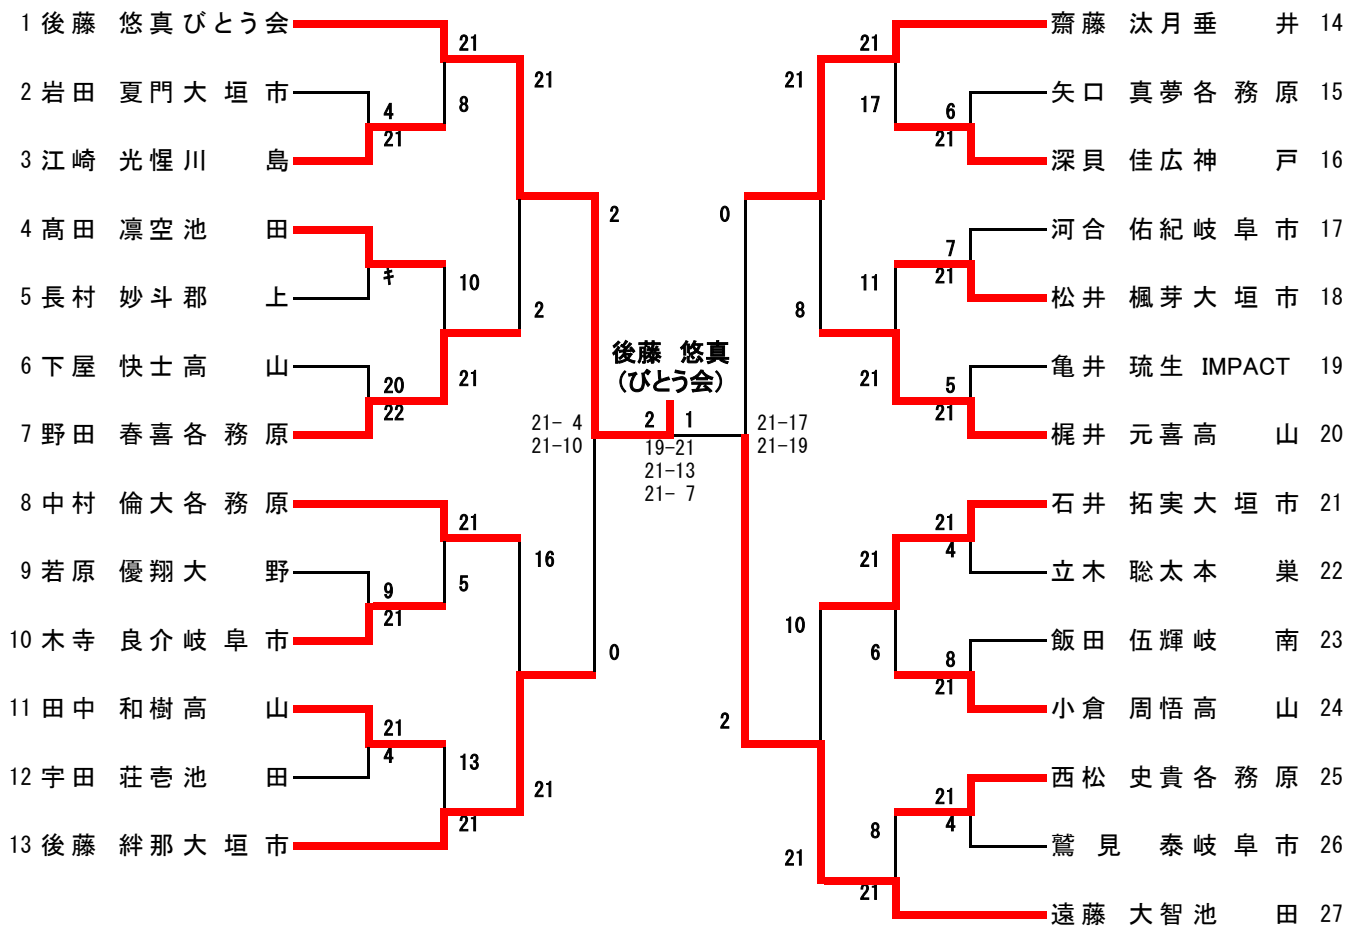 1 後藤 悠真 びとう会
2 岩田 夏門 大垣市
3 江崎 光惺 川島
4 髙田 凛空 池田
5 長村 妙斗 郡上
6 下屋 快士 高山
7 野田 春喜 各務原
8 中村 倫大 各務原
9 若原 優翔 大野
10 木寺 良介 岐阜市
11 田中 和樹 高山
12 宇田 荘壱 池田
13 後藤 絆那 大垣市
21
8
4
21
21
キ
10
2
20
22
21
2
21
5
9
21
16
21
4
13
21
21
0
21- 4
21-10
後藤 悠真
(びとう会)
2 1
19-21
21-13
21- 7
21-17
21-19
0
21
21
17
6
21
7
21
11
8
21
5
21
21
4
21
10
6
8
21
2
21
4
8
21
21
齋藤 汰月 垂井 14
矢口 真夢 各務原 15
深貝 佳広 神戸 16
河合 佑紀 岐阜市 17
松井 楓芽 大垣市 18
亀井 琉生 IMPACT 19
梶井 元喜 高山 20
石井 拓実 大垣市 21
立木 聡太 本巣 22
飯田 伍輝 岐南 23
小倉 周悟 高山 24
西松 史貴 各務原 25
鷲見 泰 岐阜市 26
遠藤 大智 池田 27